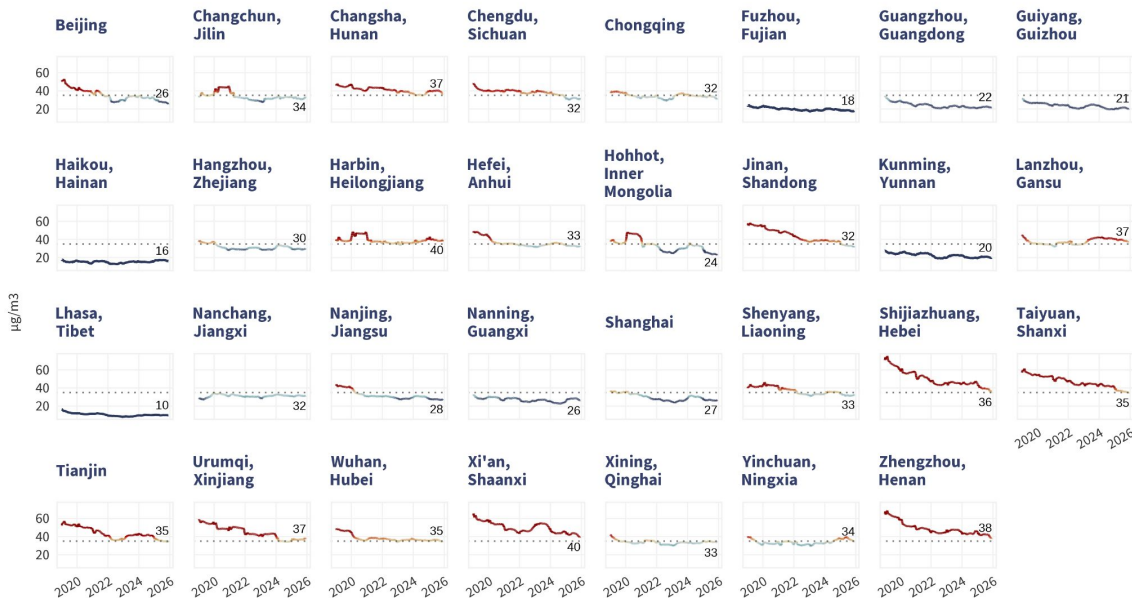 Beijing
Changchun,
Jilin
Changsha,
Hunan
Chengdu,
Sichuan
Chongqing
Fuzhou,
Fujian
Guangzhou,
Guangdong
Guiyang,
Guizhou
60
40
20
26
34
37
32
32
18
22
21
Haikou,
Hainan
Hangzhou,
Zhejiang
Harbin,
Heilongjiang
Hefei,
Anhui
Hohhot,
Inner
Mongolia
Jinan,
Shandong
Kunming,
Yunnan
Lanzhou,
Gansu
60
40
20
16
30
40
33
24
32
20
37
µg/m3
Lhasa,
Tibet
Nanchang,
Jiangxi
Nanjing,
Jiangsu
Nanning,
Guangxi
Shanghai
Shenyang,
Liaoning
Shijiazhuang,
Hebei
Taiyuan,
Shanxi
60
40
20
10
32
28
26
27
33
36
35
2020 2022 2024 2026
Tianjin
Urumqi,
Xinjiang
Wuhan,
Hubei
Xi'an,
Shaanxi
Xining,
Qinghai
Yinchuan,
Ningxia
Zhengzhou,
Henan
60
40
20
35
37
35
40
33
34
38
2020 2022 2024 2026
2020 2022 2024 2026
2020 2022 2024 2026
2020 2022 2024 2026
2020 2022 2024 2026
2020 2022 2024 2026
2020 2022 2024 2026